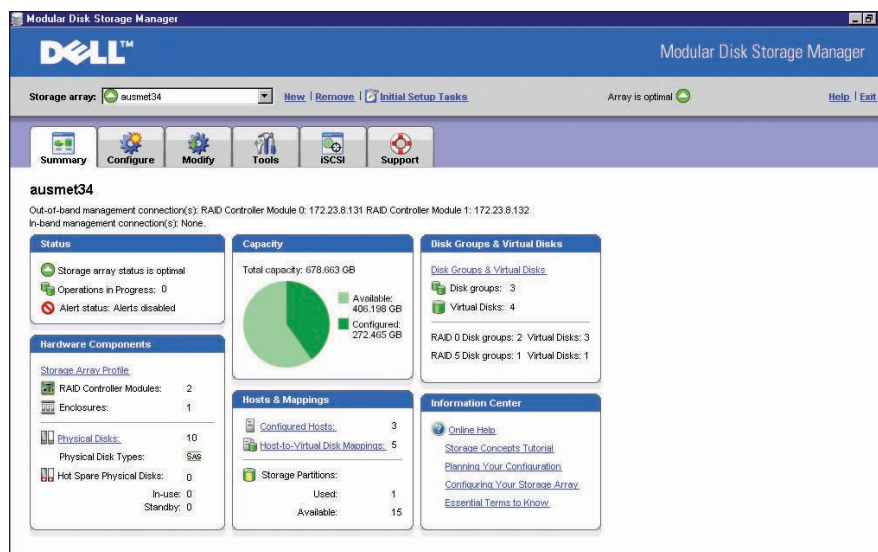 Modular Disk Storage Manager
DELL™
Modular Disk Storage Manager
Storage array: ausmet34 New | Remove | Initial Setup Tasks Array is optimal Help | Exit
Summary Configure Modify Tools iSCSI Support
ausmet34
Out-of-band management connection(s): RAID Controller Module 0: 172.23.8.131 RAID Controller Module 1: 172.23.8.132
In-band management connection(s): None.
Status
Storage array status is optimal
Operations in Progress: 0
Alert status: Alerts disabled
Hardware Components
Storage Array Profile
RAID Controller Modules: 2
Enclosures: 1
Physical Disks: 10
Physical Disk Types: SAS
Hot Spare Physical Disks: 0
In-use: 0
Standby: 0
Capacity
Total capacity: 678.663 GB
Available:
406.198 GB
Configured:
272.465 GB
Hosts & Mappings
Configured Hosts: 3
Host-to-Virtual Disk Mappings: 5
Storage Partitions:
Used: 1
Available: 15
Disk Groups & Virtual Disks
Disk Groups & Virtual Disks
Disk groups: 3
Virtual Disks: 4
RAID 0 Disk groups: 2 Virtual Disks: 3
RAID 5 Disk groups: 1 Virtual Disks: 1
Information Center
Online Help
Storage Concepts Tutorial
Planning Your Configuration
Configuring Your Storage Array
Essential Terms to Know